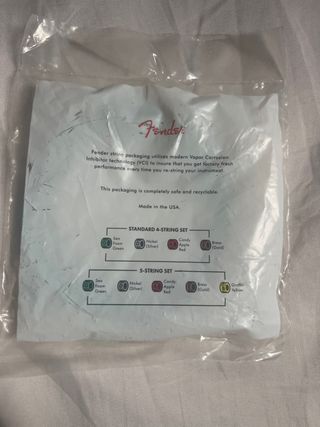 Fender
Fender string packaging utilizes modern Vapor Corrosion
Inhibitor technology (VCI) to insure that you get factory fresh
performance every time you re-string your instrument.
This packaging is completely safe and recyclable.
Made in the USA.
STANDARD 4-STRING SET
Sea Foam Green
Nickel (Silver)
Candy Apple Red
Brass (Gold)
5-STRING SET
Sea Foam Green
Nickel (Silver)
Candy Apple Red
Brass (Gold)
Graffiti Yellow